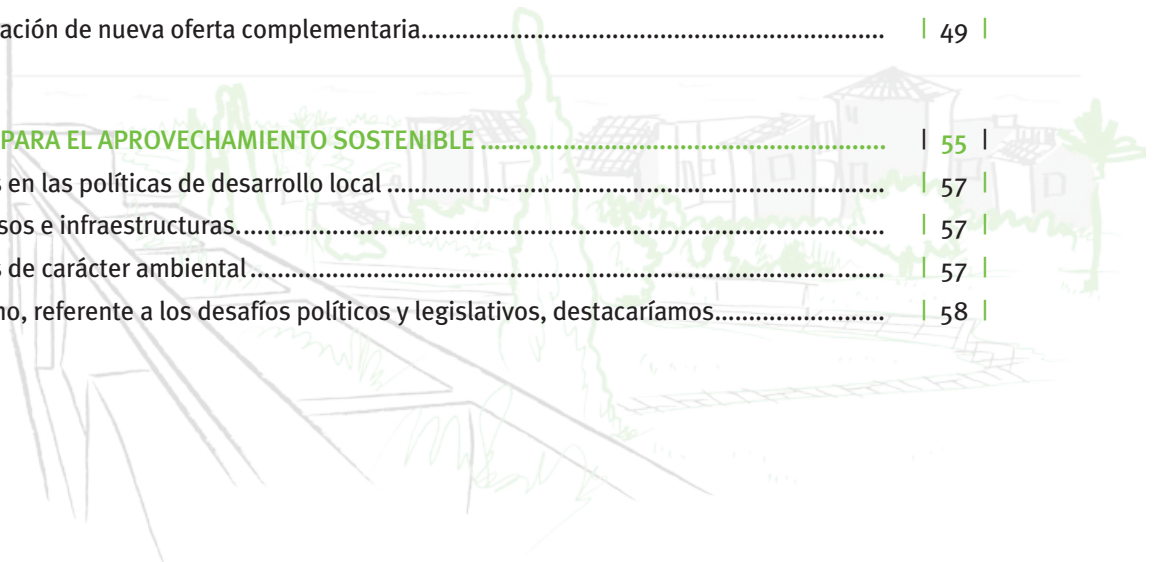 ación de nueva oferta complementaria..................................................................... | 49 |
PARA EL APROVECHAMIENTO SOSTENIBLE ............................................................ | 55 |
s en las políticas de desarrollo local .......................................................................... | 57 |
sos e infraestructuras................................................................................................ | 57 |
s de carácter ambiental .............................................................................................. | 57 |
no, referente a los desafíos políticos y legislativos, destacaríamos......................... | 58 |